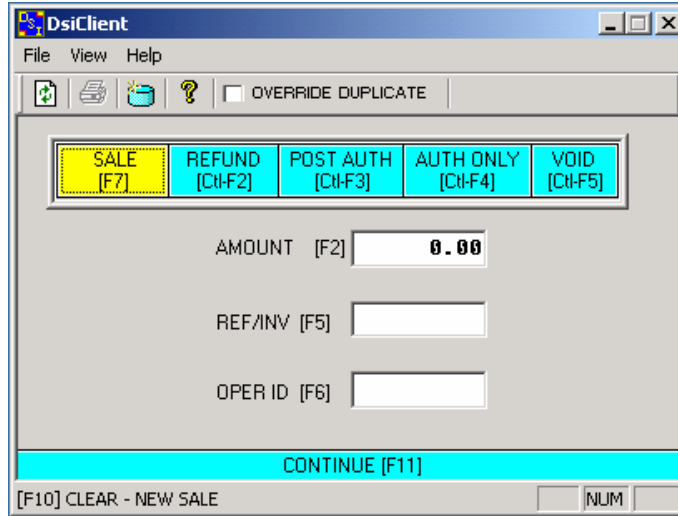 DsiClient
File View Help
OVERRIDE DUPLICATE
SALE [F7]
REFUND [Ctl-F2]
POST AUTH [Ctl-F3]
AUTH ONLY [Ctl-F4]
VOID [Ctl-F5]
AMOUNT [F2] 0.00
REF/INV [F5]
OPER ID [F6]
CONTINUE [F11]
[F10] CLEAR - NEW SALE NUM